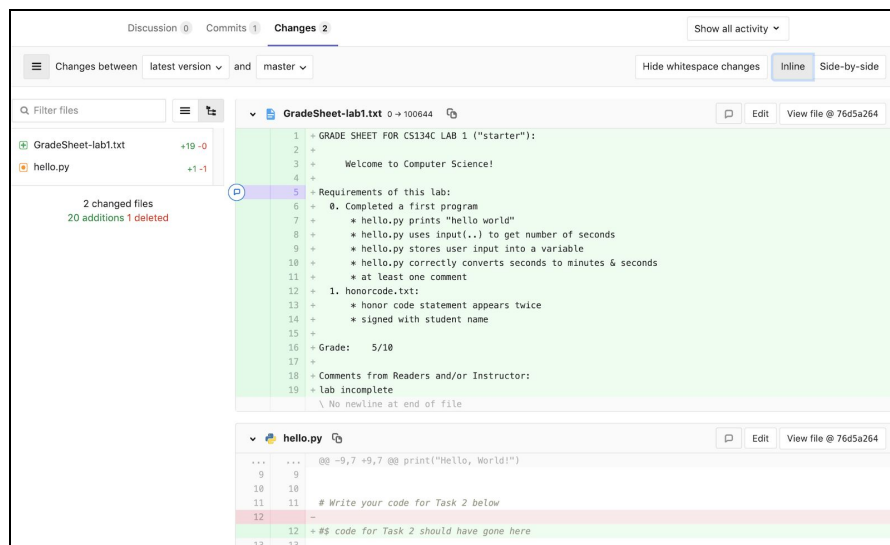 Discussion 0 Commits 1 Changes 2 Show all activity
Changes between latest version and master Hide whitespace changes Inline Side-by-side
Filter files
GradeSheet-lab1.txt +19 -0
hello.py +1 -1
2 changed files
20 additions 1 deleted
GradeSheet-lab1.txt 0 → 100644 Edit View file @ 76d5a264
1 + GRADE SHEET FOR CS134C LAB 1 ("starter"):
2 +
3 + Welcome to Computer Science!
4 +
5 + Requirements of this lab:
6 + 0. Completed a first program
7 + * hello.py prints "hello world"
8 + * hello.py uses input(..) to get number of seconds
9 + * hello.py stores user input into a variable
10 + * hello.py correctly converts seconds to minutes & seconds
11 + * at least one comment
12 + 1. honorcode.txt:
13 + * honor code statement appears twice
14 + * signed with student name
15 +
16 + Grade: 5/10
17 +
18 + Comments from Readers and/or Instructor:
19 + lab incomplete
\ No newline at end of file
hello.py Edit View file @ 76d5a264
... ... @@ -9,7 +9,7 @@ print("Hello, World!")
9 9
10 10
11 11 # Write your code for Task 2 below
12 -
12 + #$ code for Task 2 should have gone here
13 13